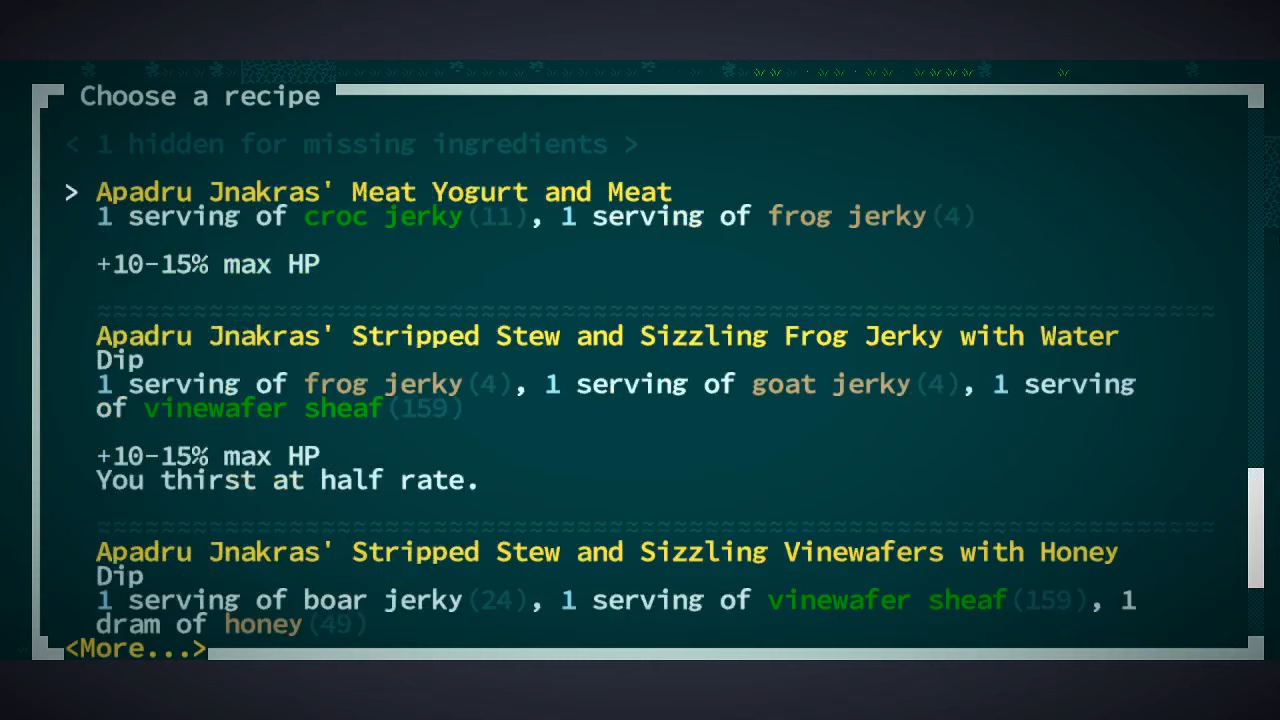 Choose a recipe
< 1 hidden for missing ingredients >
> Apadru Jnakras' Meat Yogurt and Meat
1 serving of croc jerky(11), 1 serving of frog jerky(4)
+10-15% max HP
Apadru Jnakras' Stripped Stew and Sizzling Frog Jerky with Water
Dip
1 serving of frog jerky(4), 1 serving of goat jerky(4), 1 serving
of vinewafer sheaf(159)
+10-15% max HP
You thirst at half rate.
Apadru Jnakras' Stripped Stew and Sizzling Vinewafers with Honey
Dip
1 serving of boar jerky(24), 1 serving of vinewafer sheaf(159), 1
dram of honey(49)
<More...>